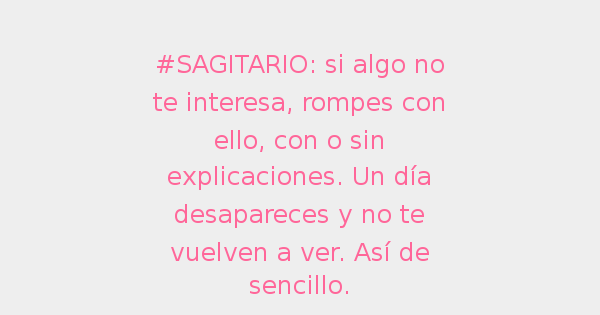 #SAGITARIO: si algo no
te interesa, rompes con
ello, con o sin
explicaciones. Un día
desapareces y no te
vuelven a ver. Así de
sencillo.